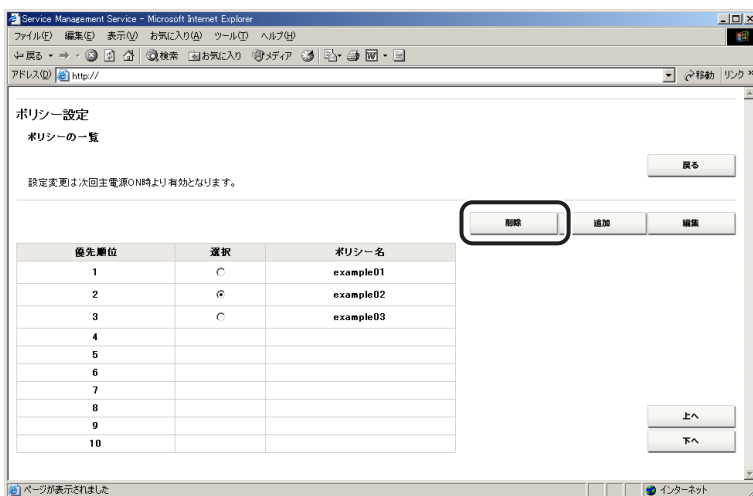 Service Management Service - Microsoft Internet Explorer
ファイル(F) 編集(E) 表示(V) お気に入り(A) ツール(T) ヘルプ(H)
戻る 検索 お気に入り メディア
アドレス(D) http:// 移動 リンク »
ポリシー設定
ポリシーの一覧
戻る
設定変更は次回主電源ON時より有効となります。
削除 追加 編集
優先順位 選択 ポリシー名
1 example01
2 example02
3 example03
4
5
6
7
8
9
10
上へ
下へ
ページが表示されました インターネット